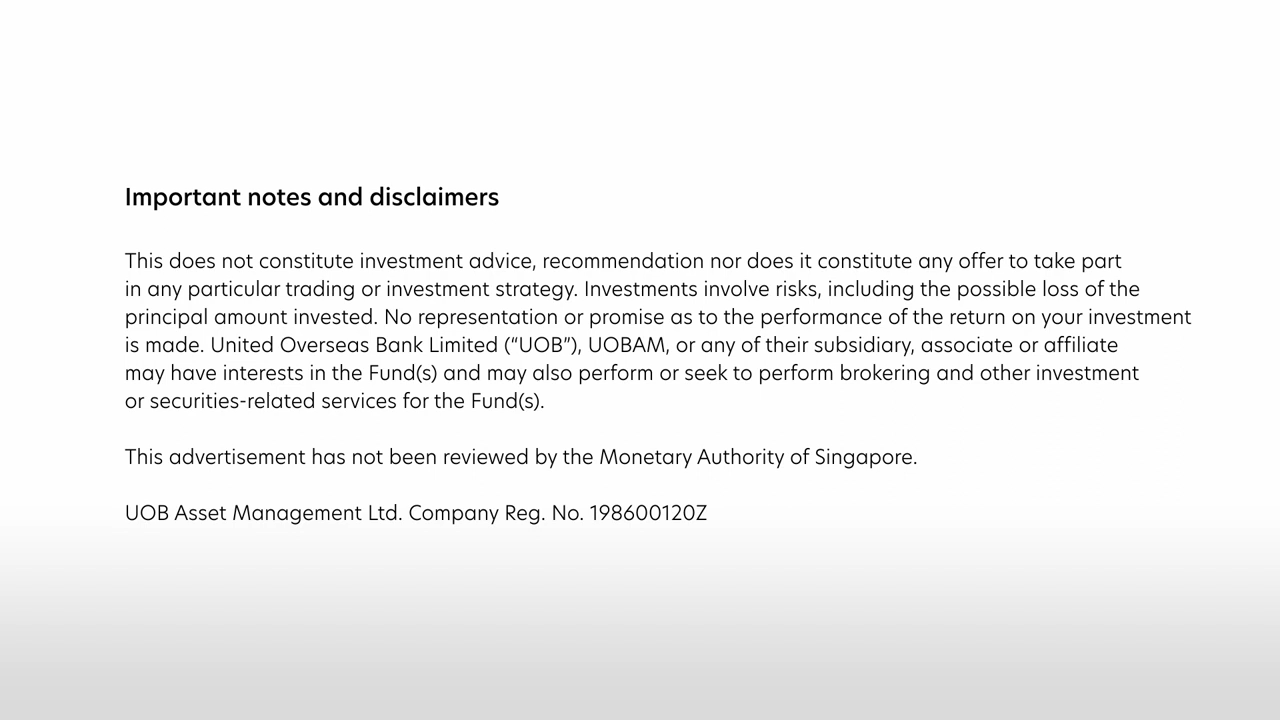 Important notes and disclaimers
This does not constitute investment advice, recommendation nor does it constitute any offer to take part
in any particular trading or investment strategy. Investments involve risks, including the possible loss of the
principal amount invested. No representation or promise as to the performance of the return on your investment
is made. United Overseas Bank Limited (“UOB”), UOBAM, or any of their subsidiary, associate or affiliate
may have interests in the Fund(s) and may also perform or seek to perform brokering and other investment
or securities-related services for the Fund(s).
This advertisement has not been reviewed by the Monetary Authority of Singapore.
UOB Asset Management Ltd. Company Reg. No. 198600120Z